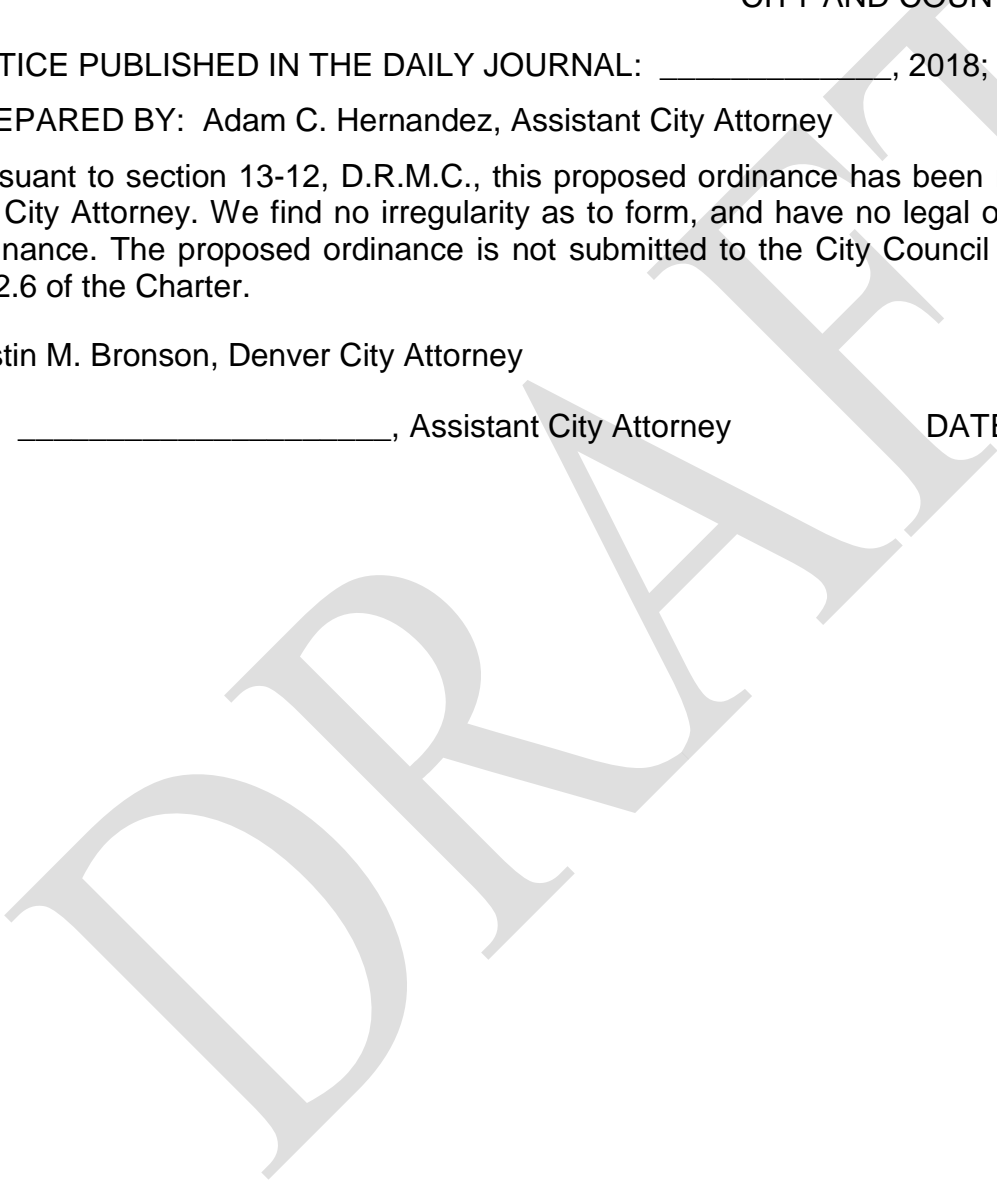 CITY AND COUN
TICE PUBLISHED IN THE DAILY JOURNAL: _____________, 2018;
EPARED BY: Adam C. Hernandez, Assistant City Attorney
suant to section 13-12, D.R.M.C., this proposed ordinance has been
City Attorney. We find no irregularity as to form, and have no legal o
inance. The proposed ordinance is not submitted to the City Council
2.6 of the Charter.
stin M. Bronson, Denver City Attorney
_____________________, Assistant City Attorney DATE
DRAFT